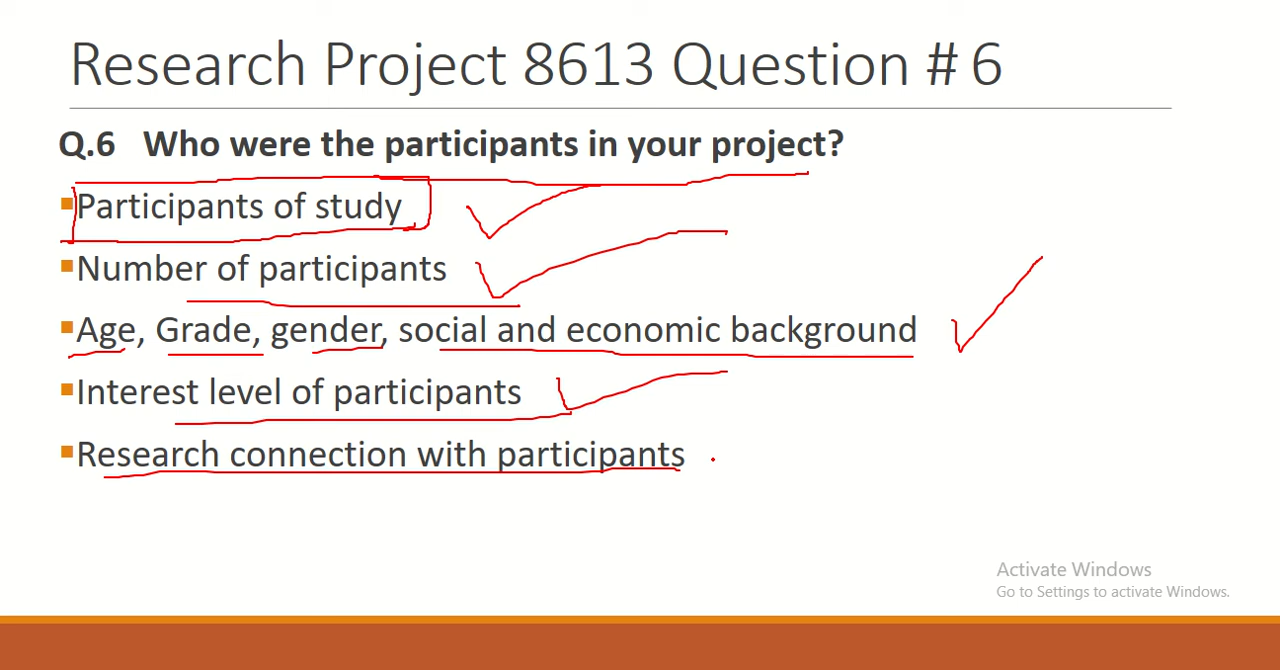 Research Project 8613 Question # 6
Q.6 Who were the participants in your project?
Participants of study
Number of participants
Age, Grade, gender, social and economic background
Interest level of participants
Research connection with participants
Activate Windows
Go to Settings to activate Windows.